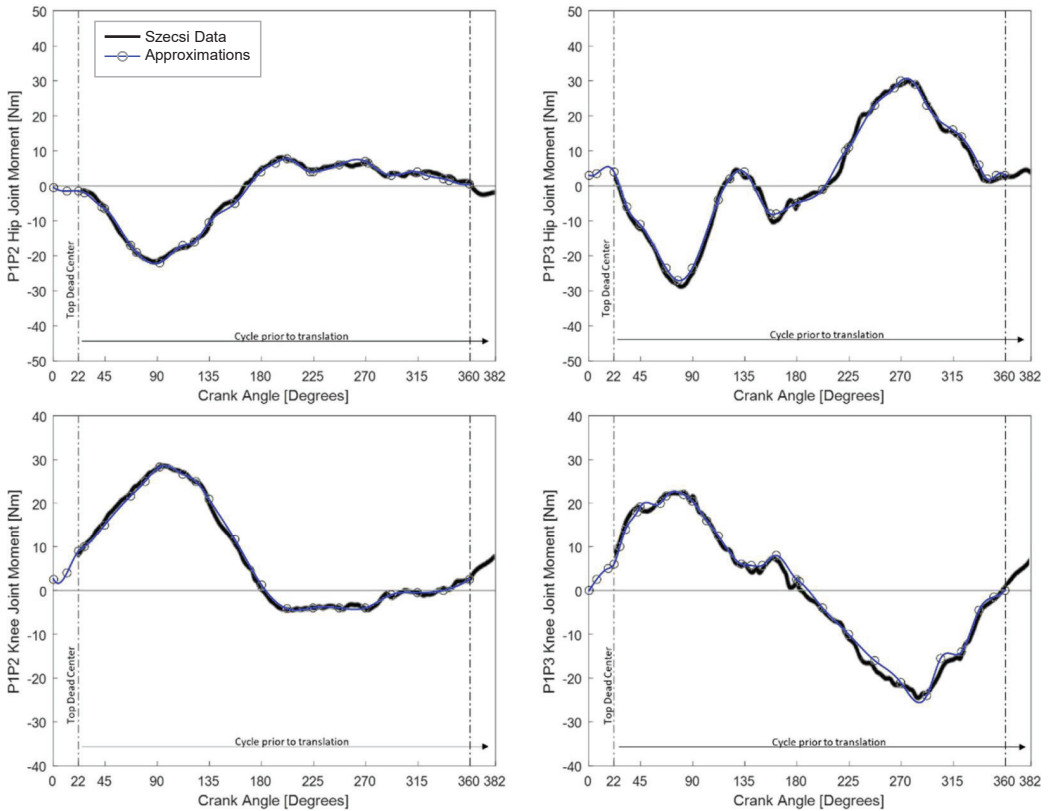 50
40
30
20
10
0
-10
-20
-30
-40
-50
P1P2 Hip Joint Moment [Nm]
Szecsi Data
Approximations
Top Dead Center
Cycle prior to translation
0 22 45 90 135 180 225 270 315 360 382
Crank Angle [Degrees]
50
40
30
20
10
0
-10
-20
-30
-40
-50
P1P3 Hip Joint Moment [Nm]
Top Dead Center
Cycle prior to translation
0 22 45 90 135 180 225 270 315 360 382
Crank Angle [Degrees]
40
30
20
10
0
-10
-20
-30
-40
P1P2 Knee Joint Moment [Nm]
Top Dead Center
Cycle prior to translation
0 22 45 90 135 180 225 270 315 360 382
Crank Angle [Degrees]
40
30
20
10
0
-10
-20
-30
-40
P1P3 Knee Joint Moment [Nm]
Top Dead Center
Cycle prior to translation
0 22 45 90 135 180 225 270 315 360 382
Crank Angle [Degrees]